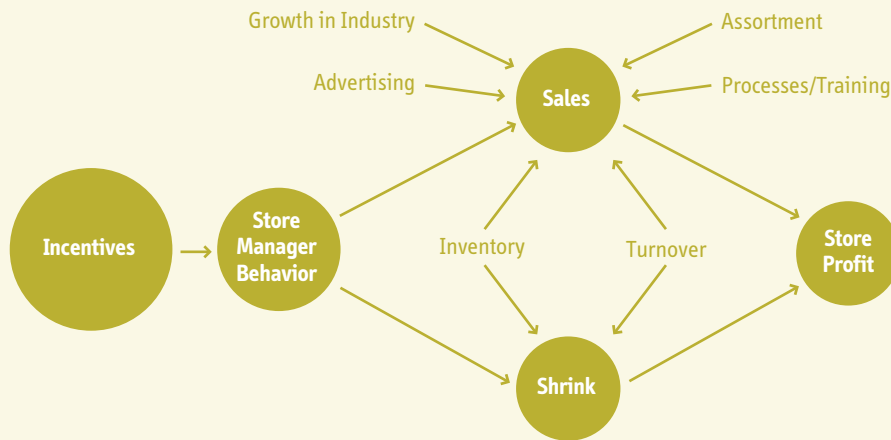 Growth in Industry
Assortment
Advertising
Processes/Training
Sales
Incentives
Store
Manager
Behavior
Inventory
Turnover
Store
Profit
Shrink